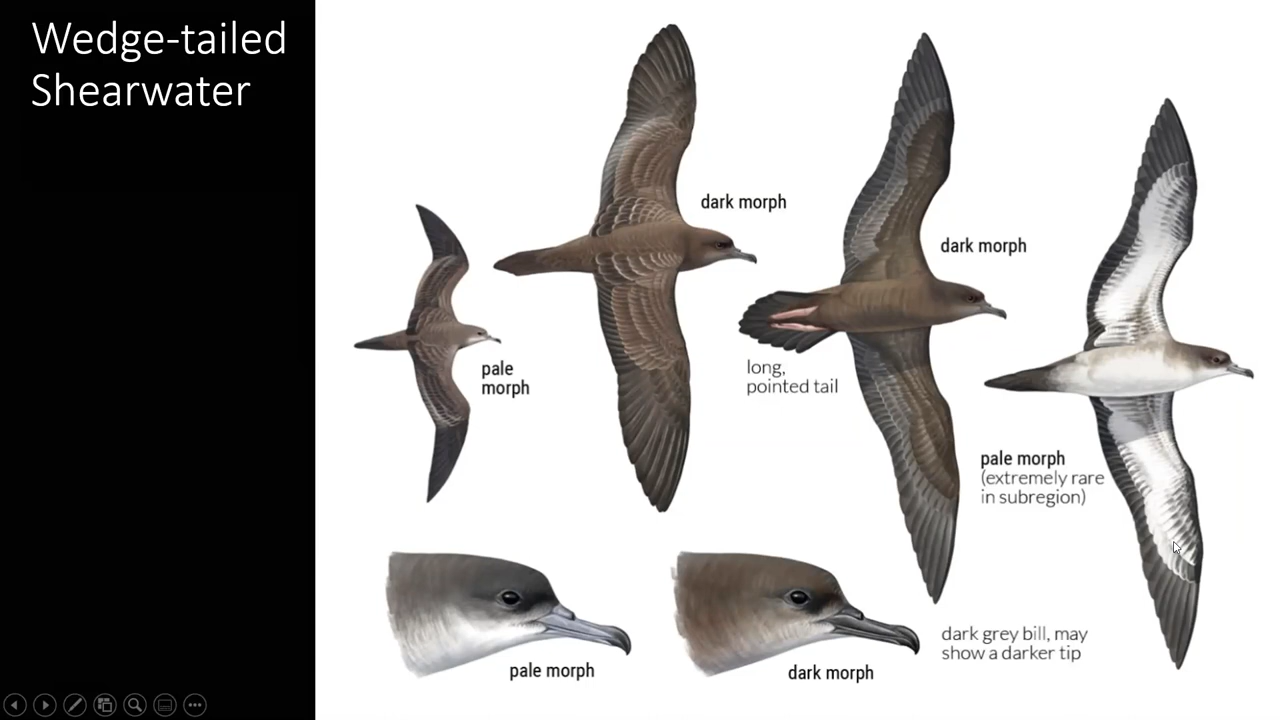 Wedge-tailed
Shearwater
dark morph
dark morph
pale
morph
long,
pointed tail
pale morph
(extremely rare
in subregion)
pale morph
dark morph
dark grey bill, may
show a darker tip